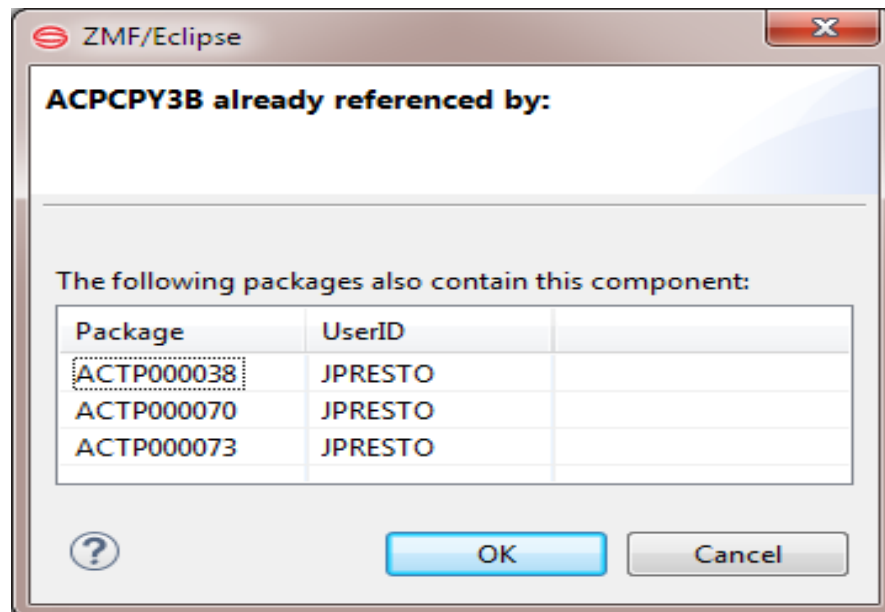 ZMF/Eclipse
ACPCPY3B already referenced by:
The following packages also contain this component:
Package UserID
ACTP000038 JPRESTO
ACTP000070 JPRESTO
ACTP000073 JPRESTO
? OK Cancel